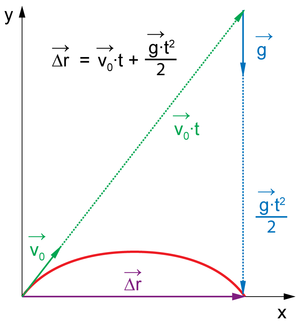 y
Δr = v₀·t + g·t²/2
g
v₀·t
g·t²
2
v₀
Δr
x